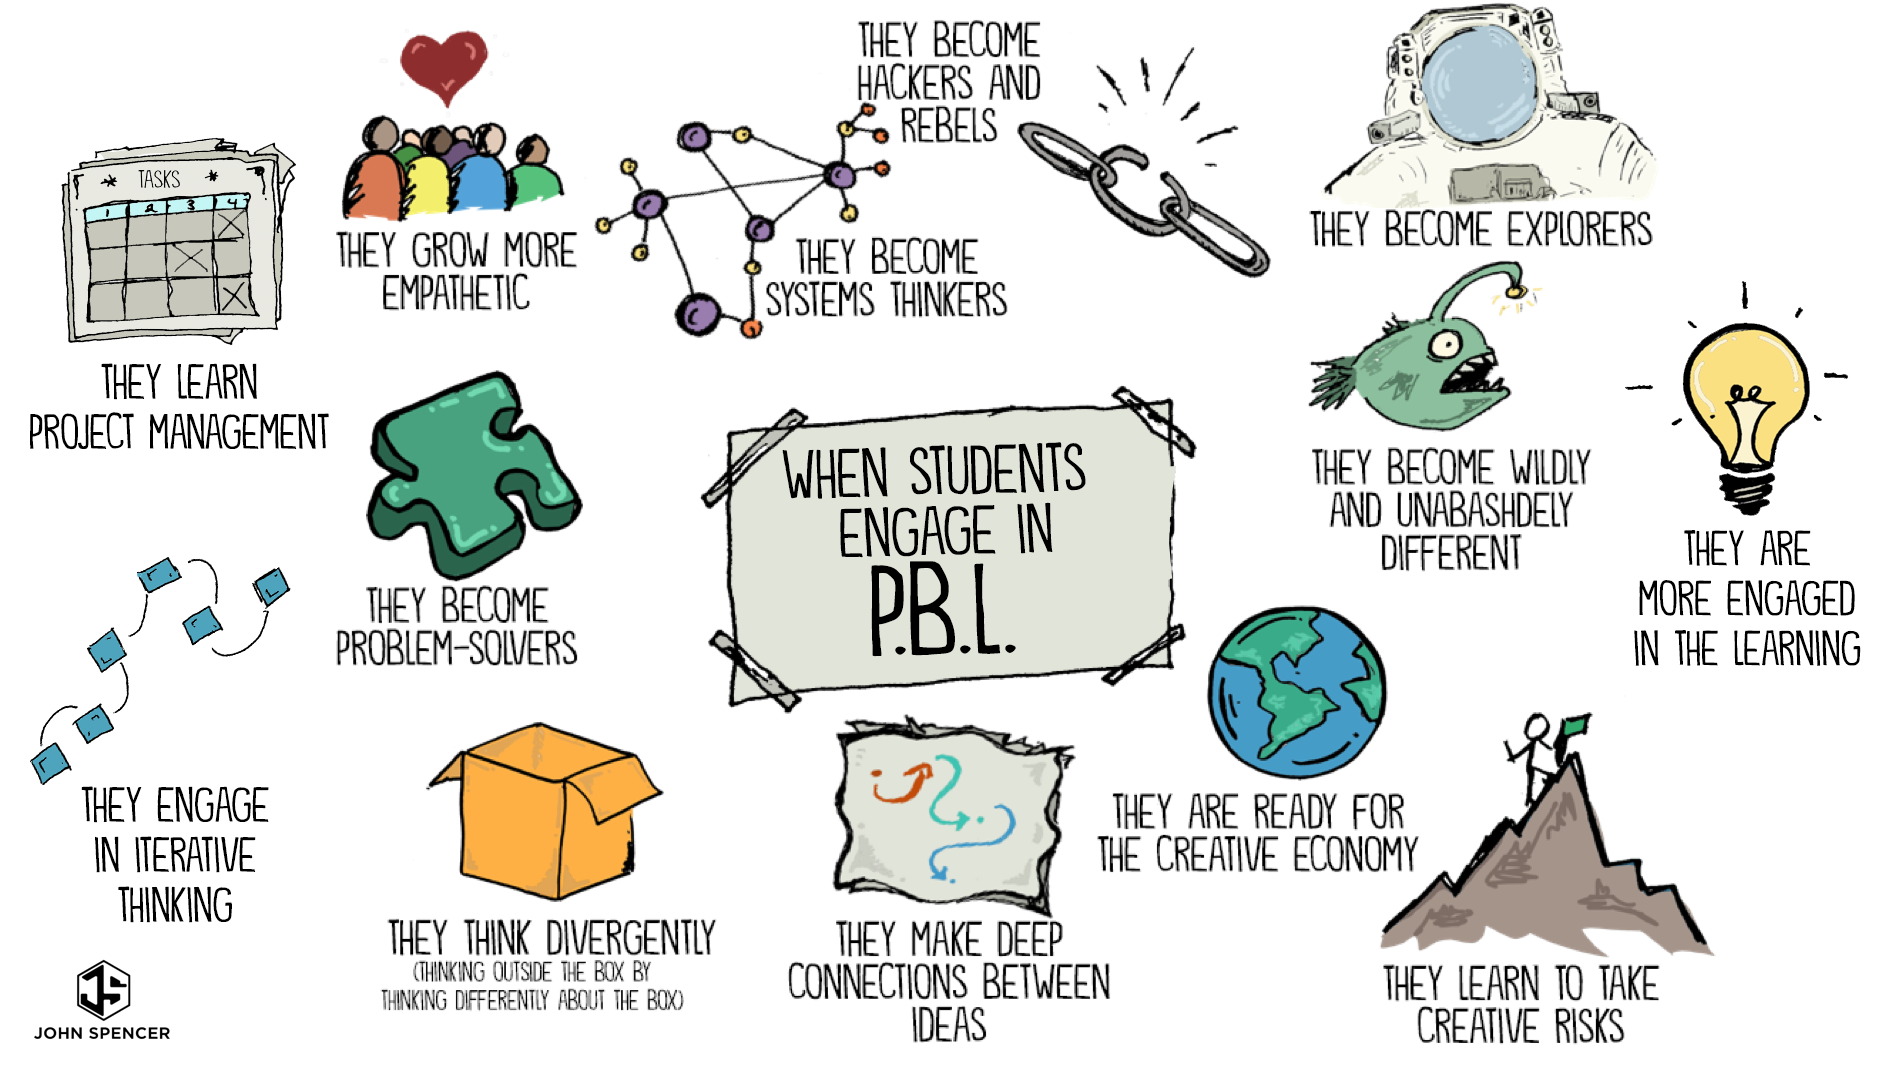 THEY BECOME
HACKERS AND
REBELS
TASKS
1 2 3 4
THEY LEARN
PROJECT MANAGEMENT
THEY GROW MORE
EMPATHETIC
THEY BECOME
SYSTEMS THINKERS
THEY BECOME EXPLORERS
THEY BECOME WILDLY
AND UNABASHDELY
DIFFERENT
THEY ARE
MORE ENGAGED
IN THE LEARNING
THEY BECOME
PROBLEM-SOLVERS
WHEN STUDENTS
ENGAGE IN
P.B.L.
THEY ENGAGE
IN ITERATIVE
THINKING
THEY THINK DIVERGENTLY
(THINKING OUTSIDE THE BOX BY
THINKING DIFFERENTLY ABOUT THE BOX)
THEY MAKE DEEP
CONNECTIONS BETWEEN
IDEAS
THEY ARE READY FOR
THE CREATIVE ECONOMY
THEY LEARN TO TAKE
CREATIVE RISKS
JS
JOHN SPENCER